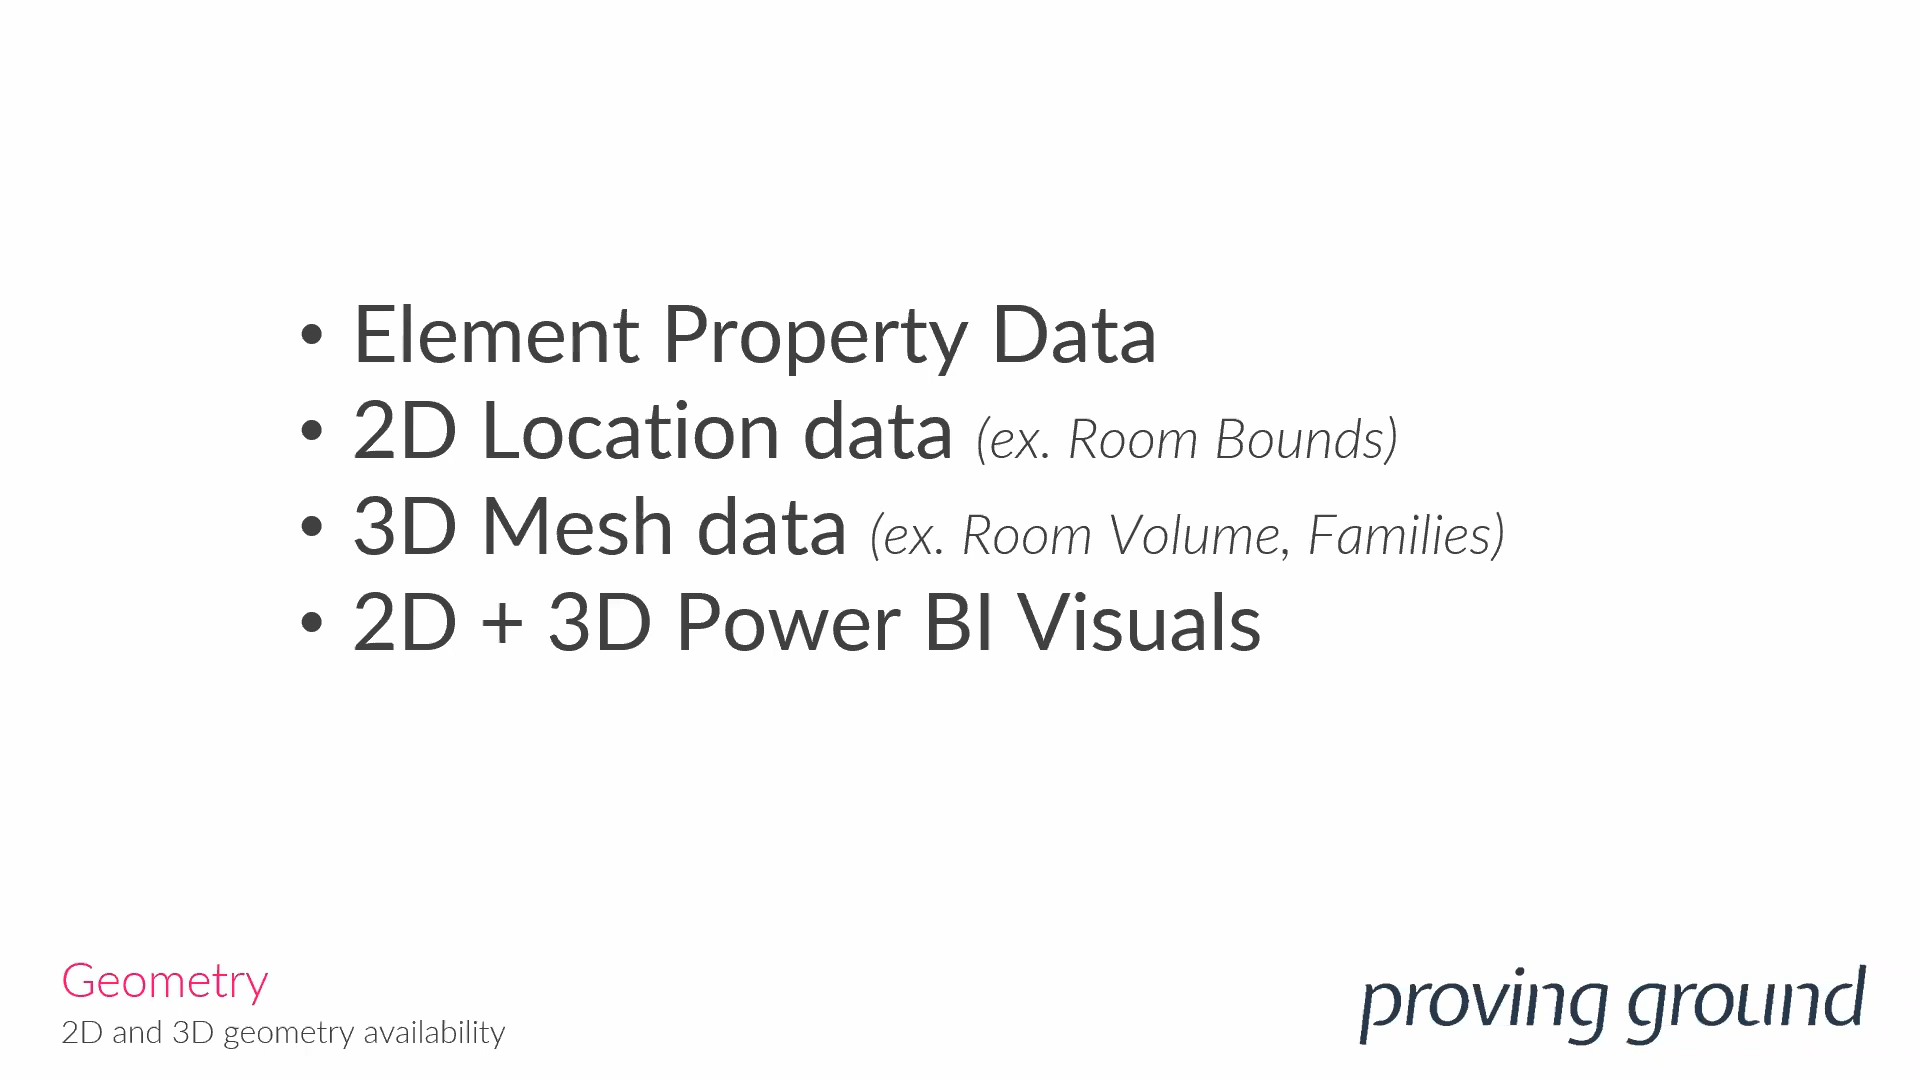 • Element Property Data
• 2D Location data (ex. Room Bounds)
• 3D Mesh data (ex. Room Volume, Families)
• 2D + 3D Power BI Visuals
Geometry
2D and 3D geometry availability
proving ground